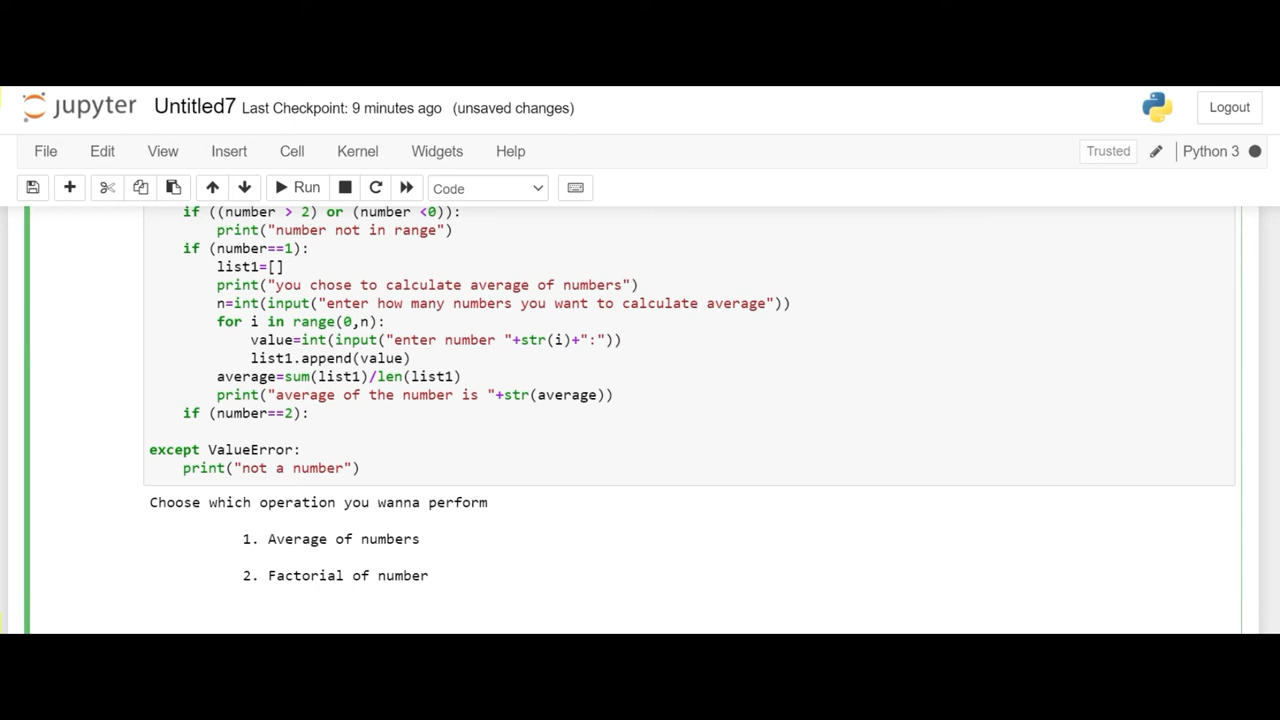 jupyter Untitled7 Last Checkpoint: 9 minutes ago (unsaved changes) Logout
File Edit View Insert Cell Kernel Widgets Help Trusted Python 3
Run Code
if ((number > 2) or (number <0)):
print("number not in range")
if (number==1):
list1=[]
print("you chose to calculate average of numbers")
n=int(input("enter how many numbers you want to calculate average"))
for i in range(0,n):
value=int(input("enter number "+str(i)+":"))
list1.append(value)
average=sum(list1)/len(list1)
print("average of the number is "+str(average))
if (number==2):
except ValueError:
print("not a number")
Choose which operation you wanna perform
1. Average of numbers
2. Factorial of number